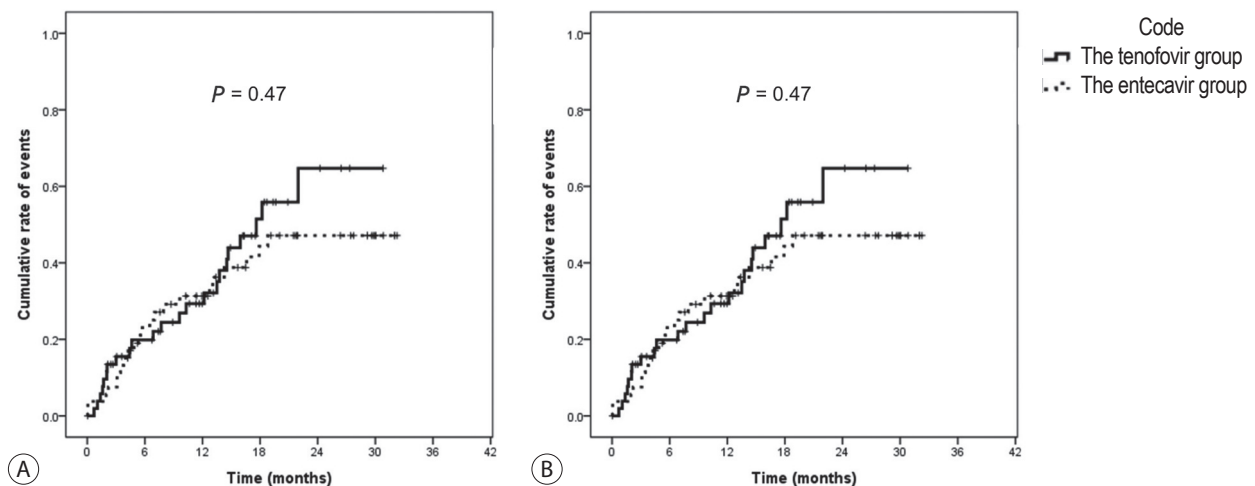 1.0
0.8
0.6
0.4
0.2
0.0
Cumulative rate of events
P = 0.47
0 6 12 18 24 30 36 42
Time (months)
A
1.0
0.8
0.6
0.4
0.2
0.0
Cumulative rate of events
P = 0.47
0 6 12 18 24 30 36 42
Time (months)
B
Code
The tenofovir group
The entecavir group